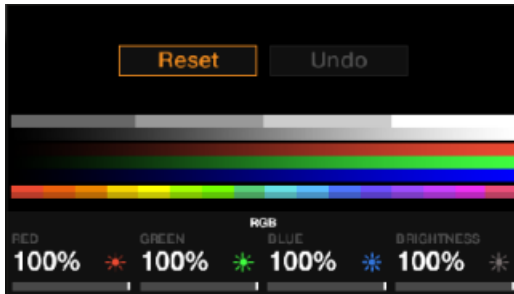 Reset Undo
RGB
RED GREEN BLUE BRIGHTNESS
100% 100% 100% 100%